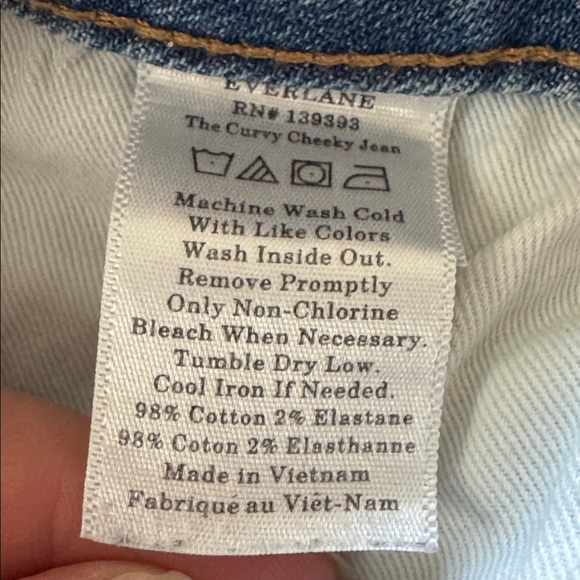 EVERLANE
RN# 139393
The Curvy Cheeky Jean
Machine Wash Cold
With Like Colors
Wash Inside Out.
Remove Promptly
Only Non-Chlorine
Bleach When Necessary.
Tumble Dry Low.
Cool Iron If Needed.
98% Cotton 2% Elastane
98% Coton 2% Elasthanne
Made in Vietnam
Fabriqué au Viêt-Nam